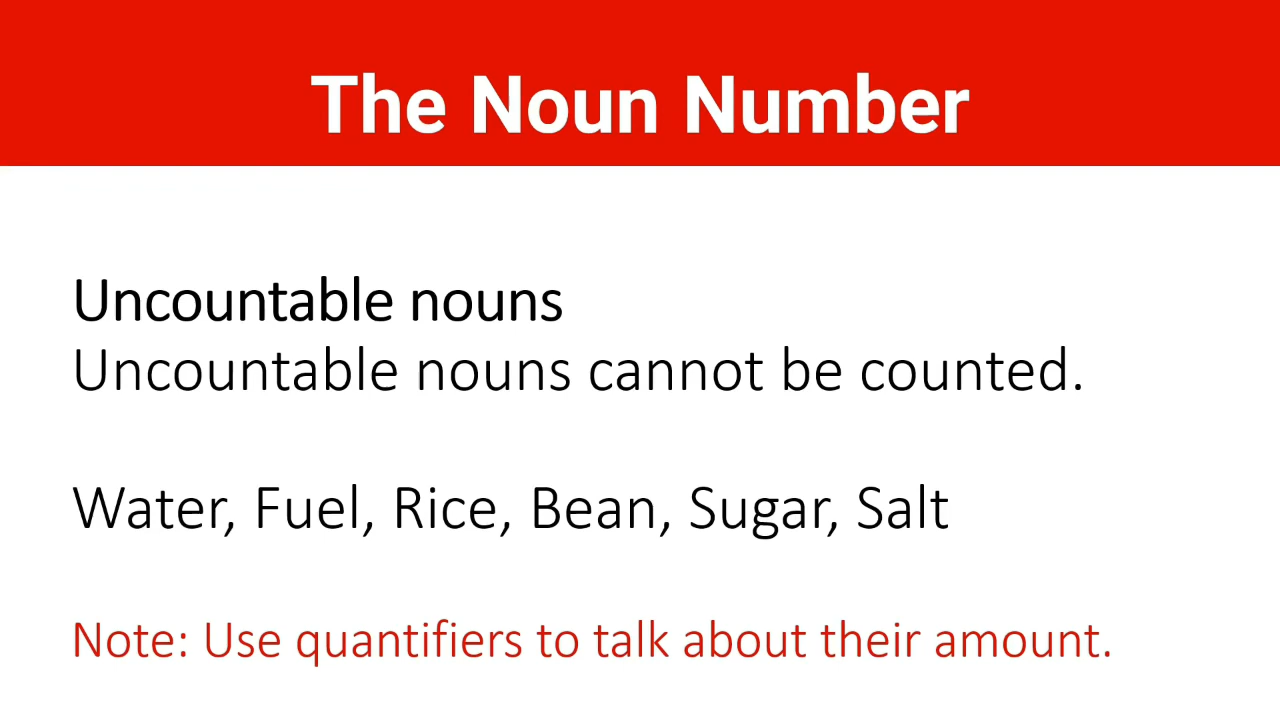 The Noun Number
Uncountable nouns
Uncountable nouns cannot be counted.
Water, Fuel, Rice, Bean, Sugar, Salt
Note: Use quantifiers to talk about their amount.